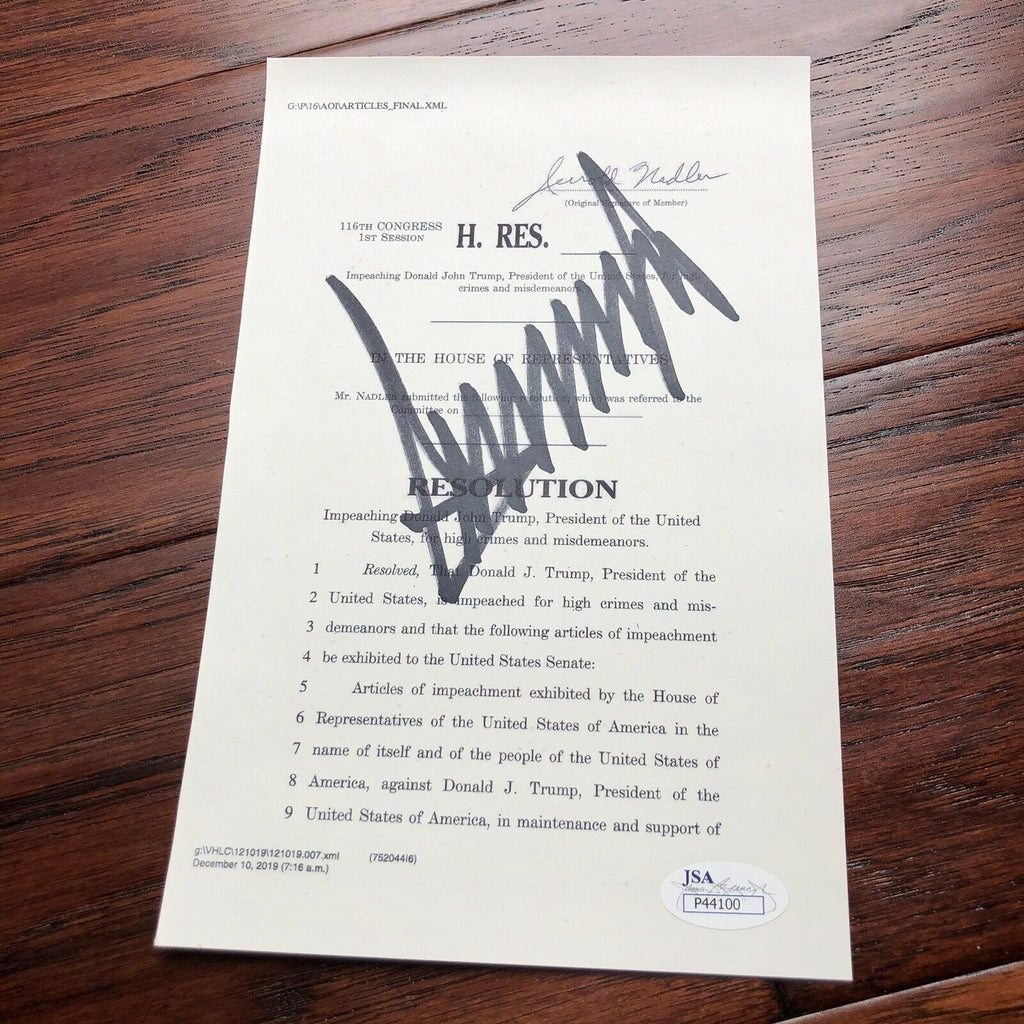 G:\P\16\AOI\ARTICLES_FINAL.XML
Jerrold Nadler
(Original Signature of Member)
116TH CONGRESS
1ST SESSION
H. RES.
Impeaching Donald John Trump, President of the United States, for high
crimes and misdemeanors.
IN THE HOUSE OF REPRESENTATIVES
Mr. NADLER submitted the following resolution; which was referred to the
Committee on
RESOLUTION
Impeaching Donald John Trump, President of the United
States, for high crimes and misdemeanors.
1 Resolved, That Donald J. Trump, President of the
2 United States, is impeached for high crimes and mis-
3 demeanors and that the following articles of impeachment
4 be exhibited to the United States Senate:
5 Articles of impeachment exhibited by the House of
6 Representatives of the United States of America in the
7 name of itself and of the people of the United States of
8 America, against Donald J. Trump, President of the
9 United States of America, in maintenance and support of
g:\VHLC\121019\121019.007.xml (752044|6)
December 10, 2019 (7:16 a.m.)
JSA
P44100